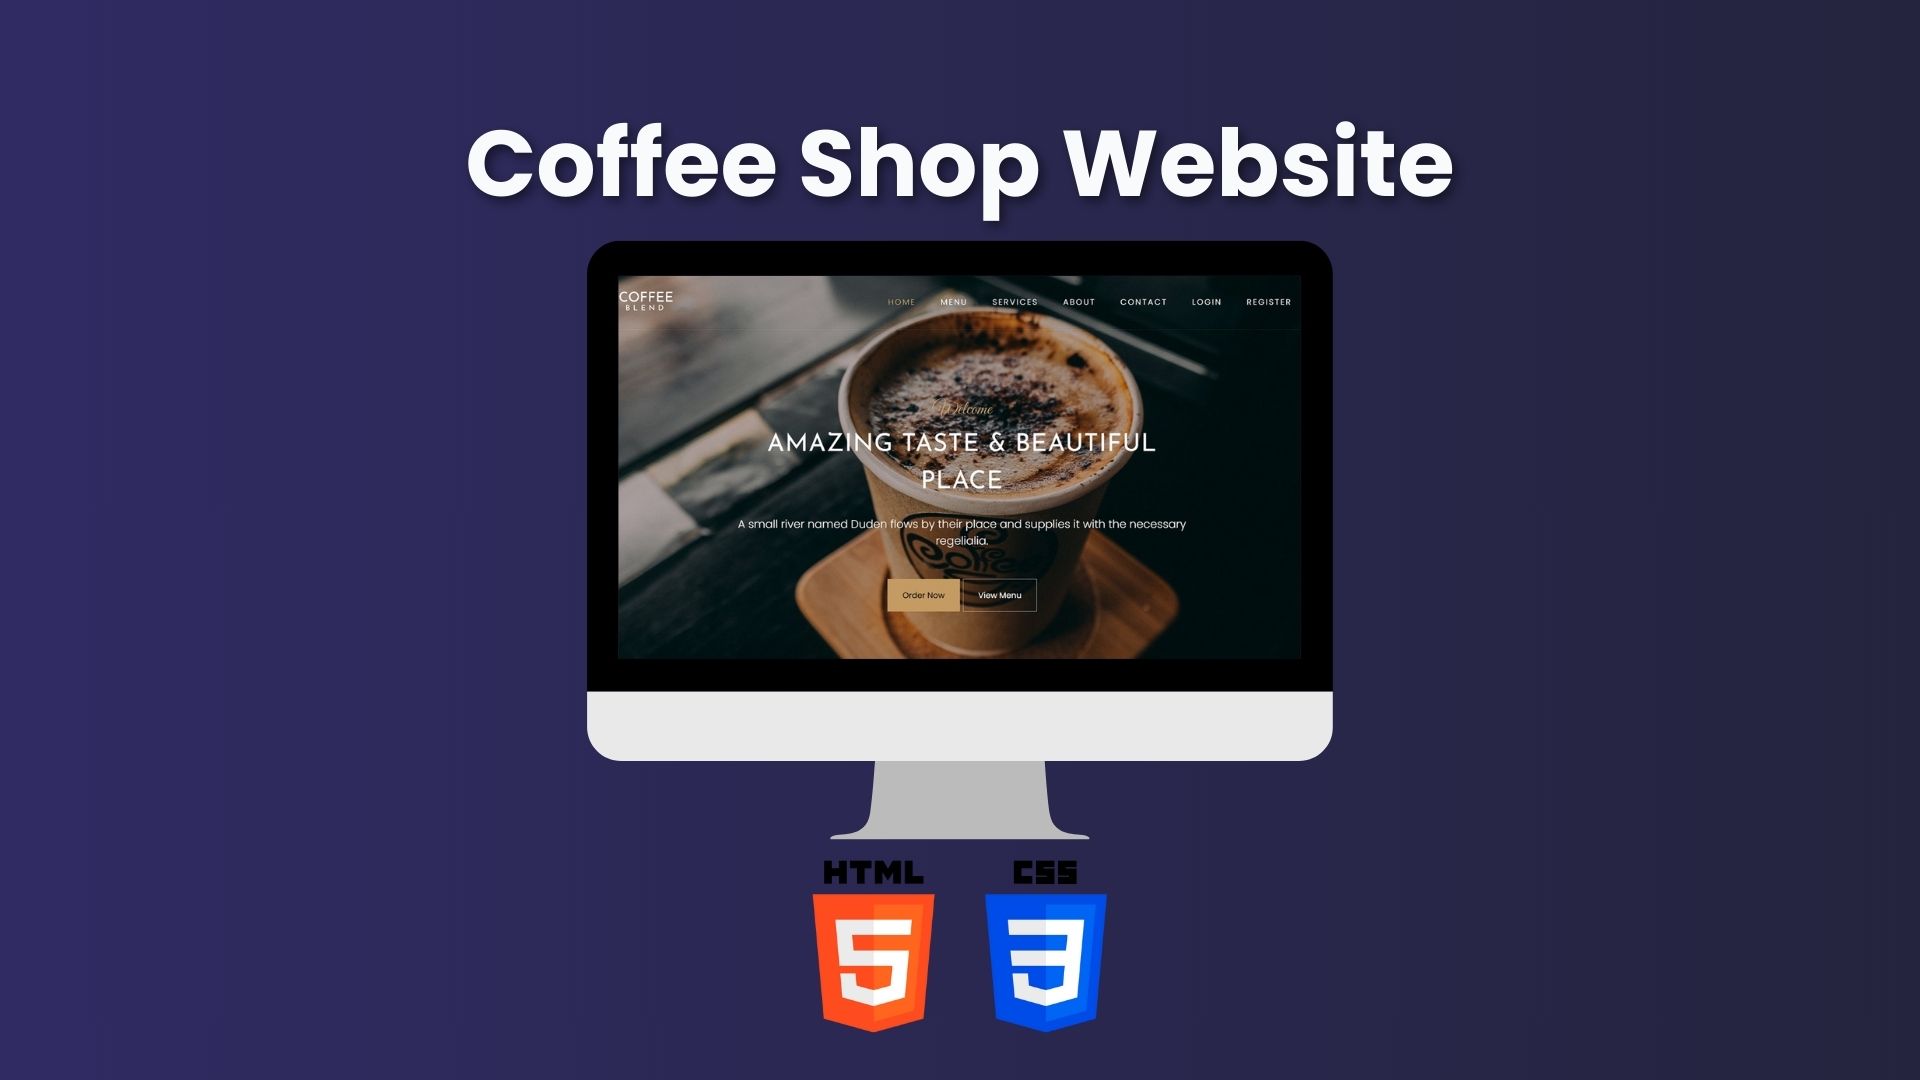 Coffee Shop Website
COFFEE
BLEND
HOME MENU SERVICES ABOUT CONTACT LOGIN REGISTER
Welcome
AMAZING TASTE & BEAUTIFUL
PLACE
A small river named Duden flows by their place and supplies it with the necessary
regelialia.
Coffee
Order Now View Menu
HTML CSS
5 3